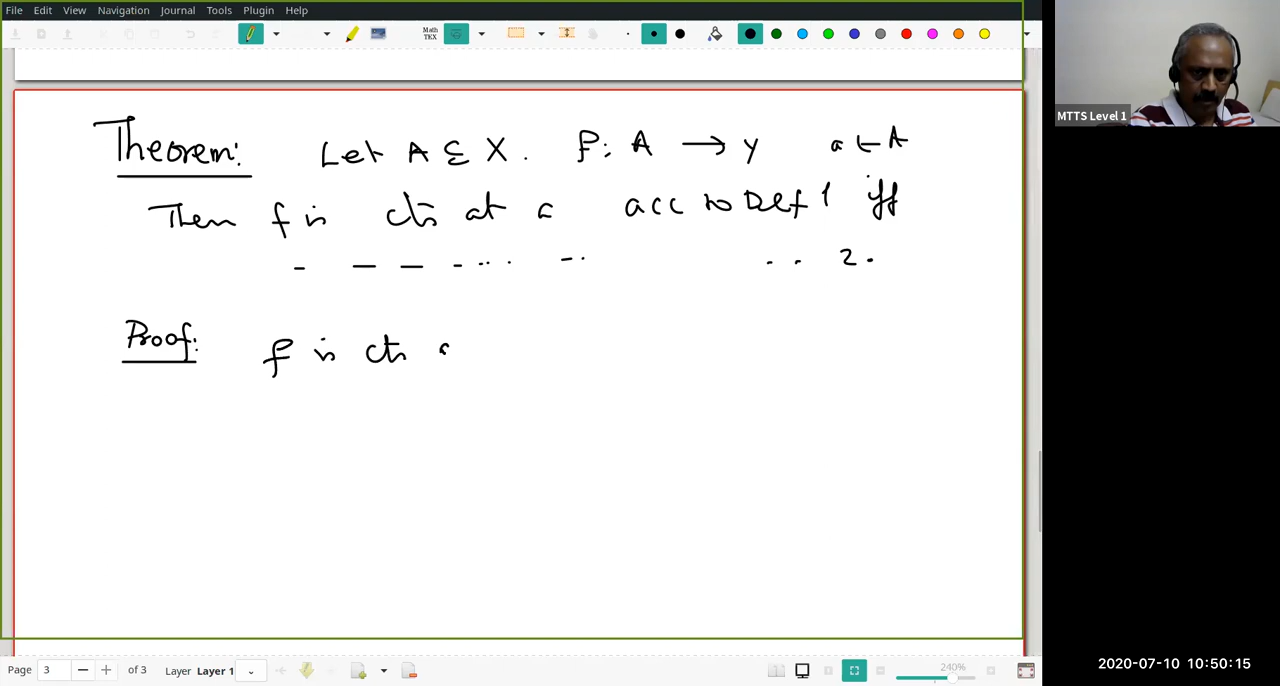 File Edit View Navigation Journal Tools Plugin Help
Math TEX
MTTS Level 1
Theorem: Let A ⊆ X. f: A → Y a ∈ A
Then f is cts at a acc to Def 1 iff
- — — - .. . - . . . 2.
Proof: f is cts a
Page 3 of 3 Layer Layer 1 240%
2020-07-10 10:50:15